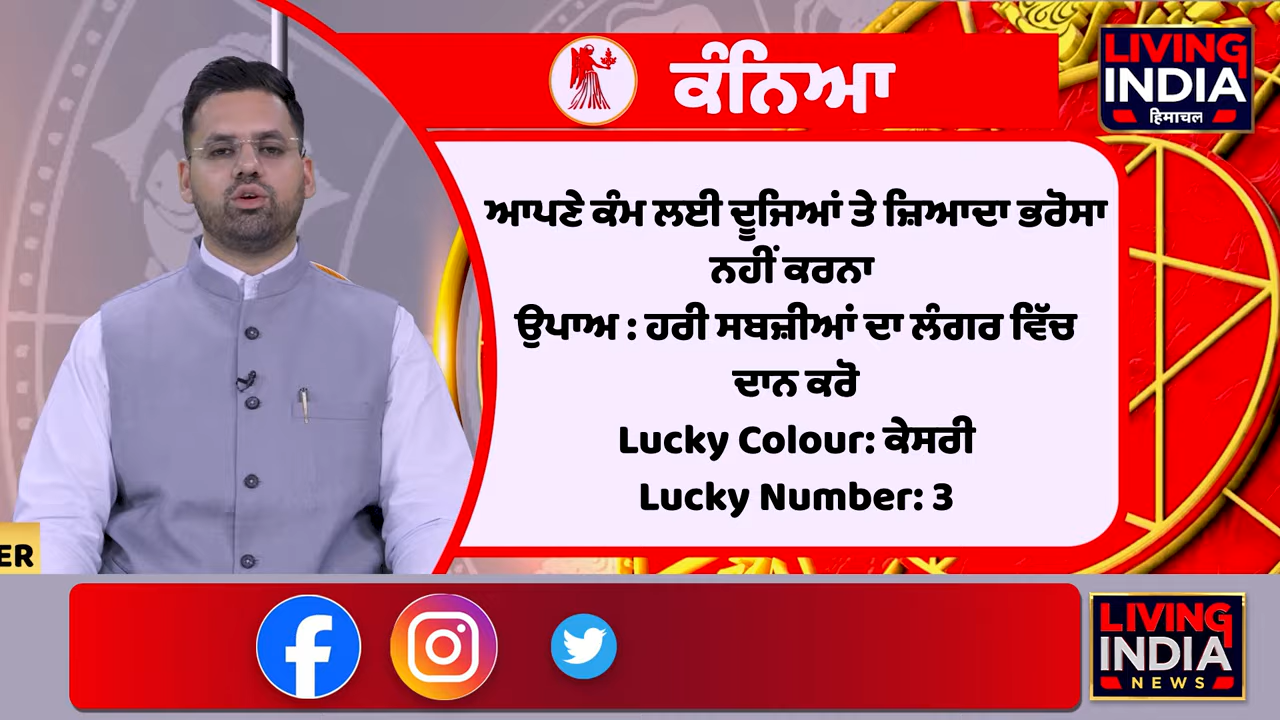 ਕੰਨਿਆ
LIVING
INDIA
हिमाचल
ਆਪਣੇ ਕੰਮ ਲਈ ਦੂਜਿਆਂ ਤੇ ਜ਼ਿਆਦਾ ਭਰੋਸਾ
ਨਹੀਂ ਕਰਨਾ
ਉਪਾਅ : ਹਰੀ ਸਬਜ਼ੀਆਂ ਦਾ ਲੰਗਰ ਵਿੱਚ
ਦਾਨ ਕਰੋ
Lucky Colour: ਕੇਸਰੀ
Lucky Number: 3
ER
LIVING
INDIA
NEWS